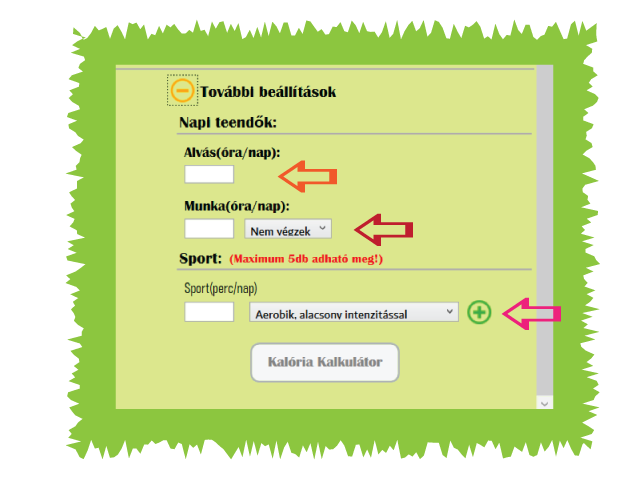 További beállítások
Napi teendők:
Alvás(óra/nap):
Munka(óra/nap):
Nem végzek
Sport: (Maximum 5db adható meg!)
Sport(perc/nap)
Aerobik, alacsony intenzitással
Kalória Kalkulátor